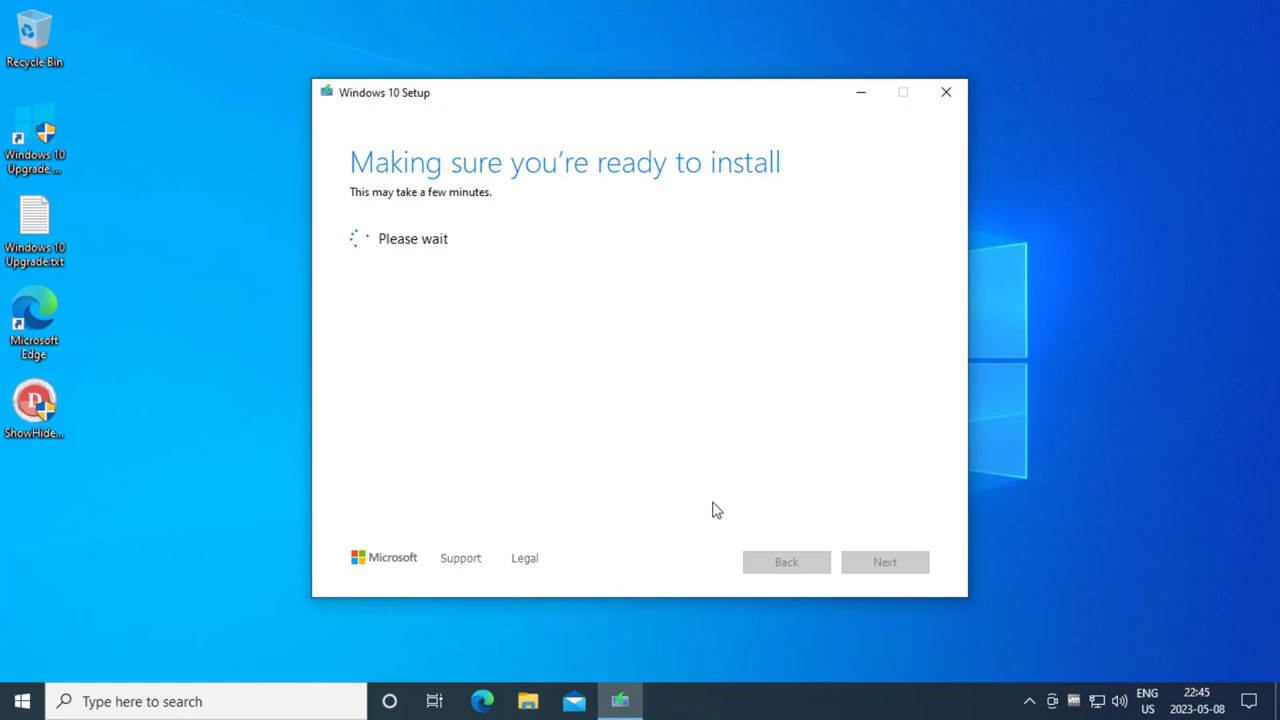 Recycle Bin
Windows 10
Upgrade ...
Windows 10
Upgrade.txt
Microsoft
Edge
ShowHide...
Windows 10 Setup
Making sure you're ready to install
This may take a few minutes.
Please wait
Microsoft
Support
Legal
Back
Next
Type here to search
ENG
US
22:45
2023-05-08